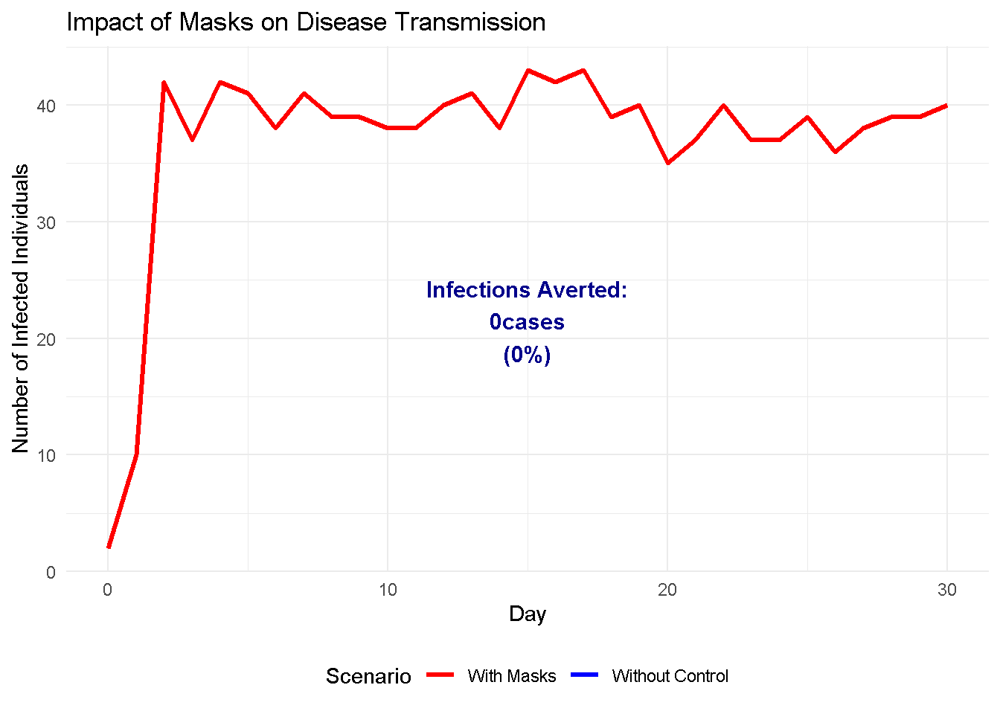 Impact of Masks on Disease Transmission
Number of Infected Individuals
40
30
20
10
0
Infections Averted:
0cases
(0%)
0
10
20
30
Day
Scenario
With Masks
Without Control